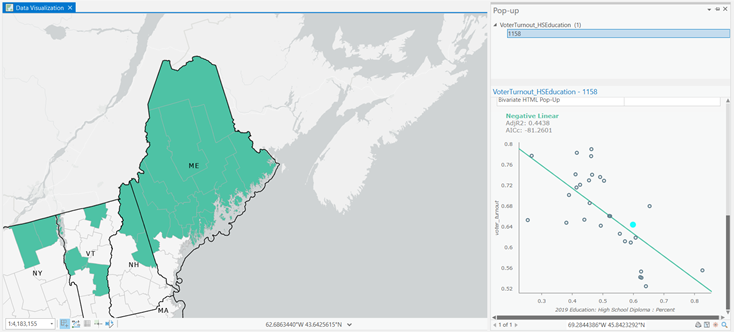 Data Visualization
ME
VT
NY
NH
MA
1:4,183,155
62.6863440°W 43.6425615°N
Pop-up
VoterTurnout_HSEducation (1)
1158
VoterTurnout_HSEducation - 1158
Bivariate HTML Pop-Up
Negative Linear
AdjR2: 0.4438
AICc: -81.2601
0.8
0.76
0.72
0.68
0.64
0.6
0.56
0.52
voter_turnout
0.3 0.4 0.5 0.6 0.7 0.8
2019 Education: High School Diploma : Percent
1 of 1
69.2844386°W 45.8423292°N